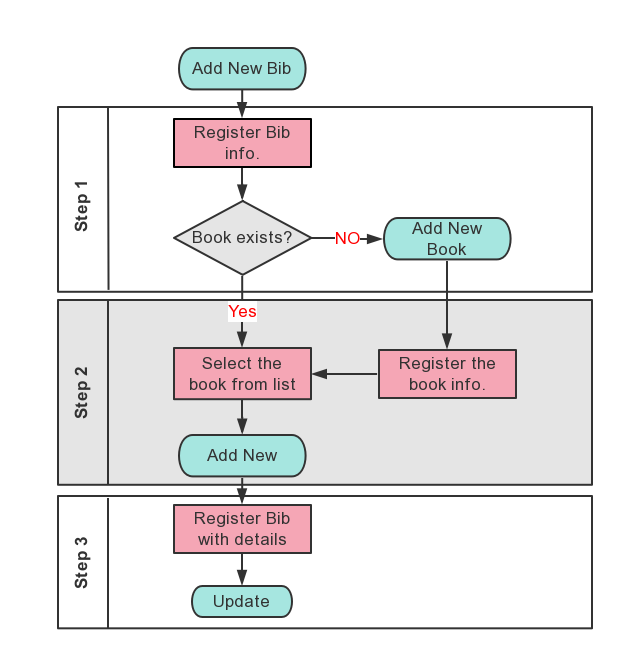 Add New Bib
Step 1
Register Bib
info.
Book exists?
NO
Add New
Book
Yes
Step 2
Select the
book from list
Register the
book info.
Add New
Step 3
Register Bib
with details
Update